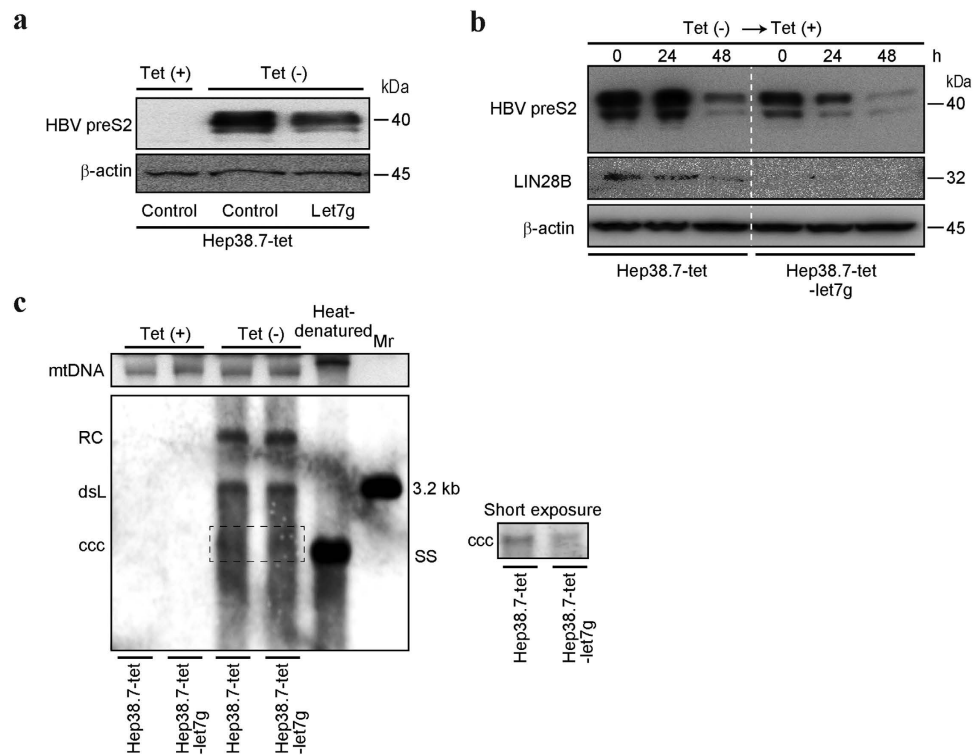 a
Tet (+) Tet (-) kDa
HBV preS2 40
β-actin 45
Control Control Let7g
Hep38.7-tet
b
Tet (-) → Tet (+)
0 24 48 0 24 48 h
kDa
HBV preS2 40
LIN28B 32
β-actin 45
Hep38.7-tet Hep38.7-tet
-let7g
c
Tet (+) Tet (-) Heat-
denatured Mr
mtDNA
RC
dsL 3.2 kb
ccc SS
Hep38.7-tet
Hep38.7-tet
-let7g
Hep38.7-tet
Hep38.7-tet
-let7g
Short exposure
ccc
Hep38.7-tet
Hep38.7-tet
-let7g